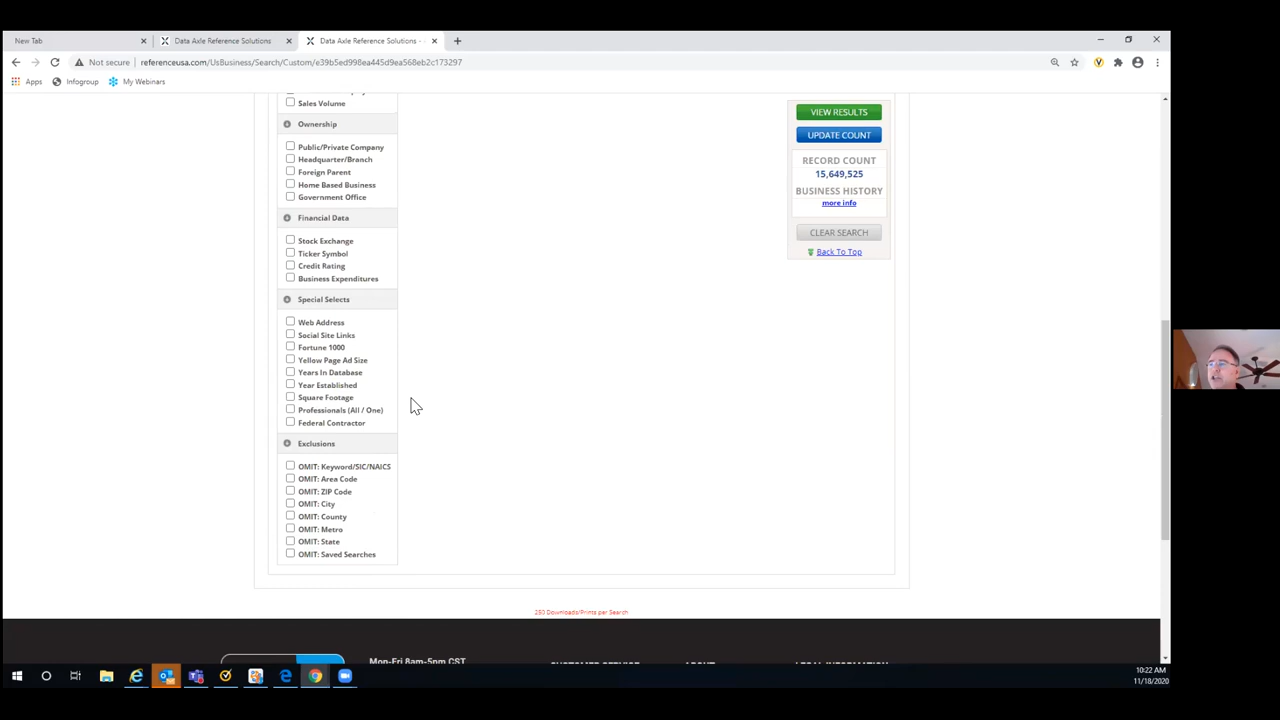 New Tab
Data Axle Reference Solutions
Data Axle Reference Solutions -
Not secure
referenceusa.com/UsBusiness/Search/Custom/e39b5ed998ea445d9ea568eb2c173297
Apps
Infogroup
My Webinars
Sales Volume
Ownership
Public/Private Company
Headquarter/Branch
Foreign Parent
Home Based Business
Government Office
Financial Data
Stock Exchange
Ticker Symbol
Credit Rating
Business Expenditures
Special Selects
Web Address
Social Site Links
Fortune 1000
Yellow Page Ad Size
Years In Database
Year Established
Square Footage
Professionals (All / One)
Federal Contractor
Exclusions
OMIT: Keyword/SIC/NAICS
OMIT: Area Code
OMIT: ZIP Code
OMIT: City
OMIT: County
OMIT: Metro
OMIT: State
OMIT: Saved Searches
VIEW RESULTS
UPDATE COUNT
RECORD COUNT
15,649,525
BUSINESS HISTORY
more info
CLEAR SEARCH
Back To Top
250 Downloads/Prints per Search
Mon-Fri 8am-5pm CST
CUSTOMER SERVICE
ABOUT
LEGAL INFORMATION
10:22 AM
11/18/2020